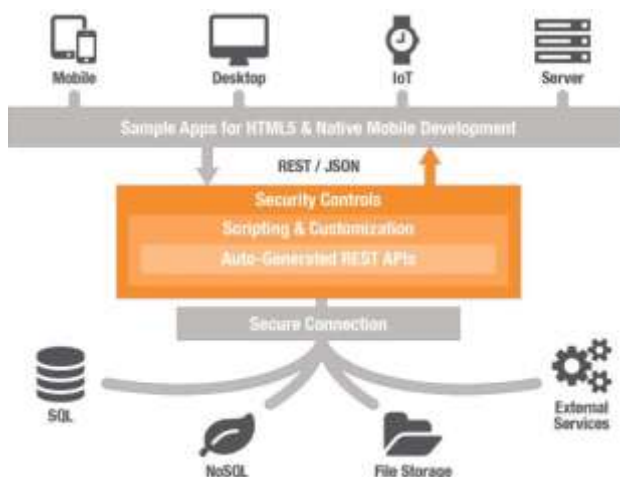 Mobile
Desktop
IoT
Server
Sample Apps for HTML5 & Native Mobile Development
REST / JSON
Security Controls
Scripting & Customization
Auto-Generated REST APIs
Secure Connection
SQL
NoSQL
File Storage
External
Services